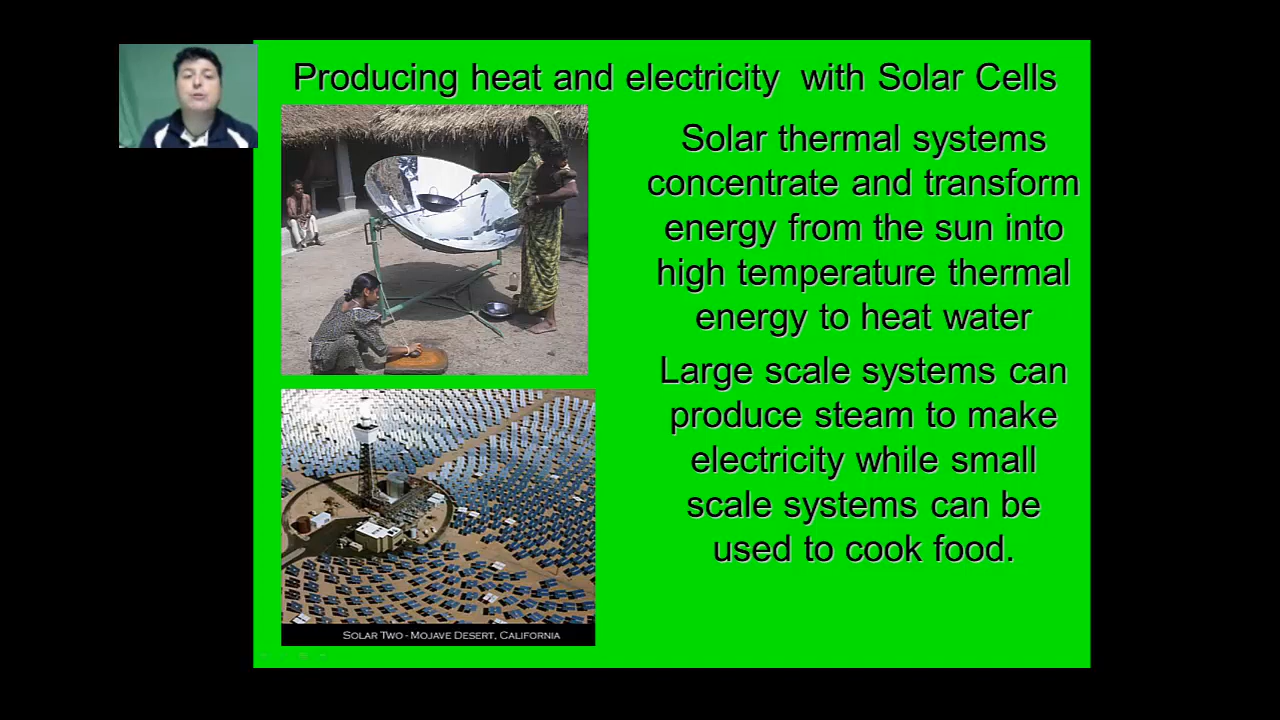 Producing heat and electricity with Solar Cells
Solar thermal systems
concentrate and transform
energy from the sun into
high temperature thermal
energy to heat water
Large scale systems can
produce steam to make
electricity while small
scale systems can be
used to cook food.
SOLAR TWO - MOJAVE DESERT, CALIFORNIA